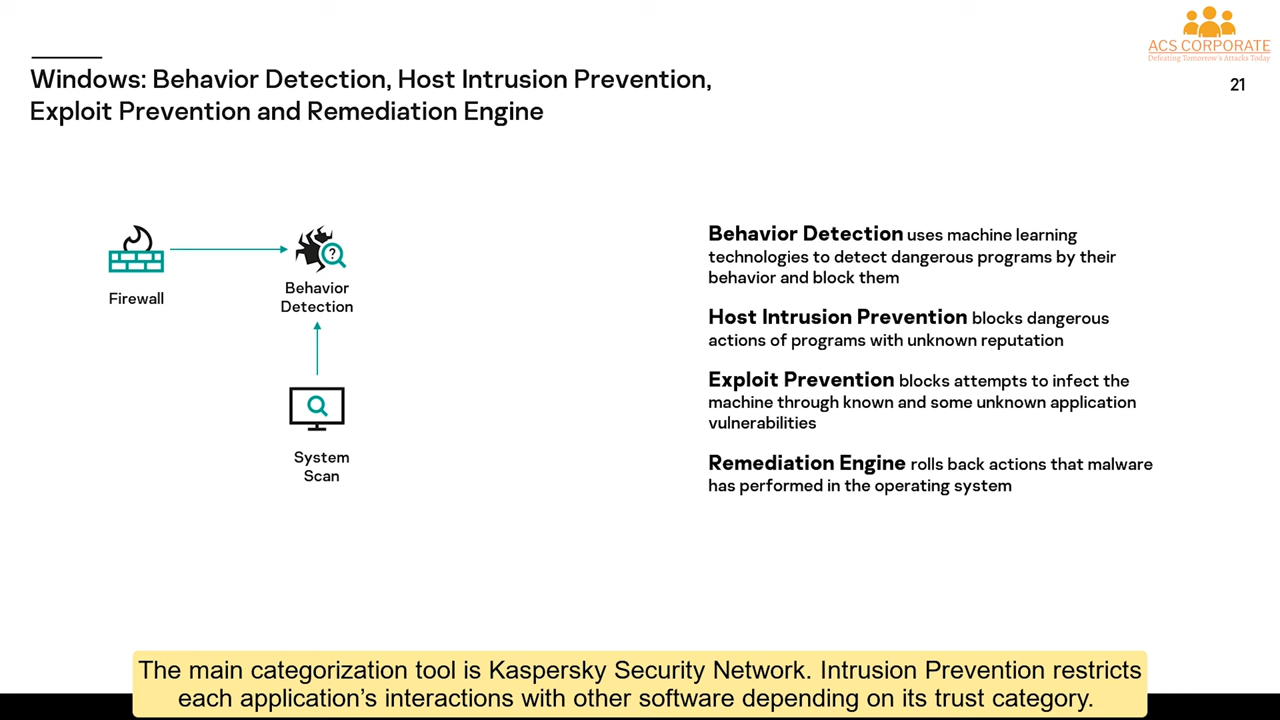 ACS CORPORATE
Defeating Tomorrow's Attacks Today
21
Windows: Behavior Detection, Host Intrusion Prevention,
Exploit Prevention and Remediation Engine
Firewall
?
Behavior
Detection
System
Scan
Behavior Detection uses machine learning
technologies to detect dangerous programs by their
behavior and block them
Host Intrusion Prevention blocks dangerous
actions of programs with unknown reputation
Exploit Prevention blocks attempts to infect the
machine through known and some unknown application
vulnerabilities
Remediation Engine rolls back actions that malware
has performed in the operating system
The main categorization tool is Kaspersky Security Network. Intrusion Prevention restricts
each application’s interactions with other software depending on its trust category.